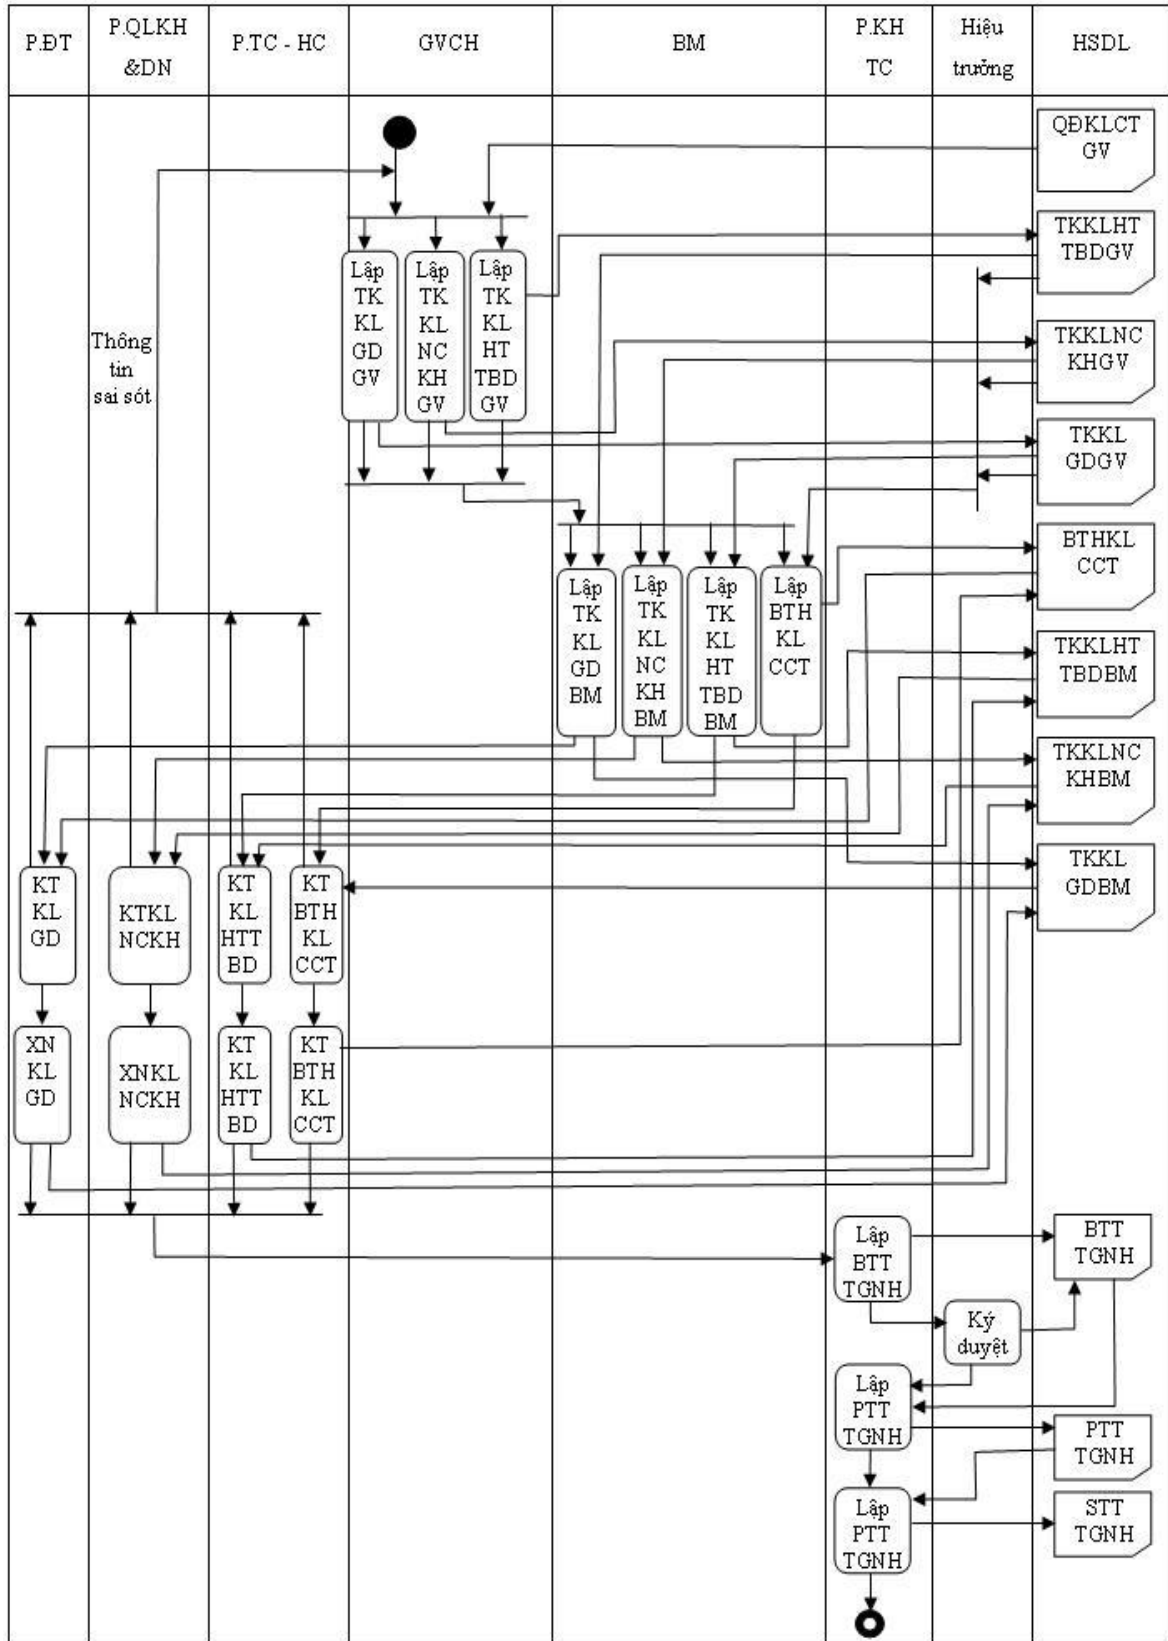 P.ĐT
P.QLKH
&DN
P.TC - HC
GVCH
BM
P.KH
TC
Hiệu
trưởng
HSDL
QĐKLCT
GV
TKKLHT
TBDGV
Lập
TK
KL
GD
GV
Lập
TK
KL
NC
KH
GV
Lập
TK
KL
HT
TBD
GV
Thông
tin
sai sót
TKKLNC
KHGV
TKKL
GDGV
BTHKL
CCT
Lập
TK
KL
GD
BM
Lập
TK
KL
NC
KH
BM
Lập
TK
KL
HT
TBD
BM
Lập
BTH
KL
CCT
TKKLHT
TBDBM
TKKLNC
KHBM
TKKL
GDBM
KT
KL
GD
KTKL
NCKH
KT
KL
HTT
BD
KT
BTH
KL
CCT
XN
KL
GD
XNKL
NCKH
KT
KL
HTT
BD
KT
BTH
KL
CCT
Lập
BTT
TGNH
BTT
TGNH
Ký
duyệt
Lập
PTT
TGNH
PTT
TGNH
Lập
PTT
TGNH
STT
TGNH